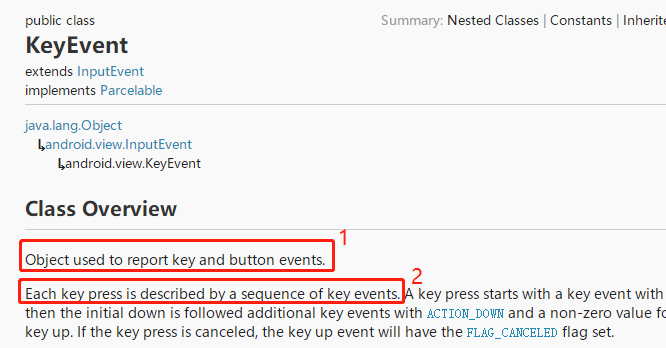 public class
Summary: Nested Classes | Constants | Inherite
KeyEvent
extends InputEvent
implements Parcelable
java.lang.Object
↳android.view.InputEvent
↳android.view.KeyEvent
Class Overview
1
Object used to report key and button events.
2
Each key press is described by a sequence of key events. A key press starts with a key event with
then the initial down is followed additional key events with ACTION_DOWN and a non-zero value fo
key up. If the key press is canceled, the key up event will have the FLAG_CANCELED flag set.